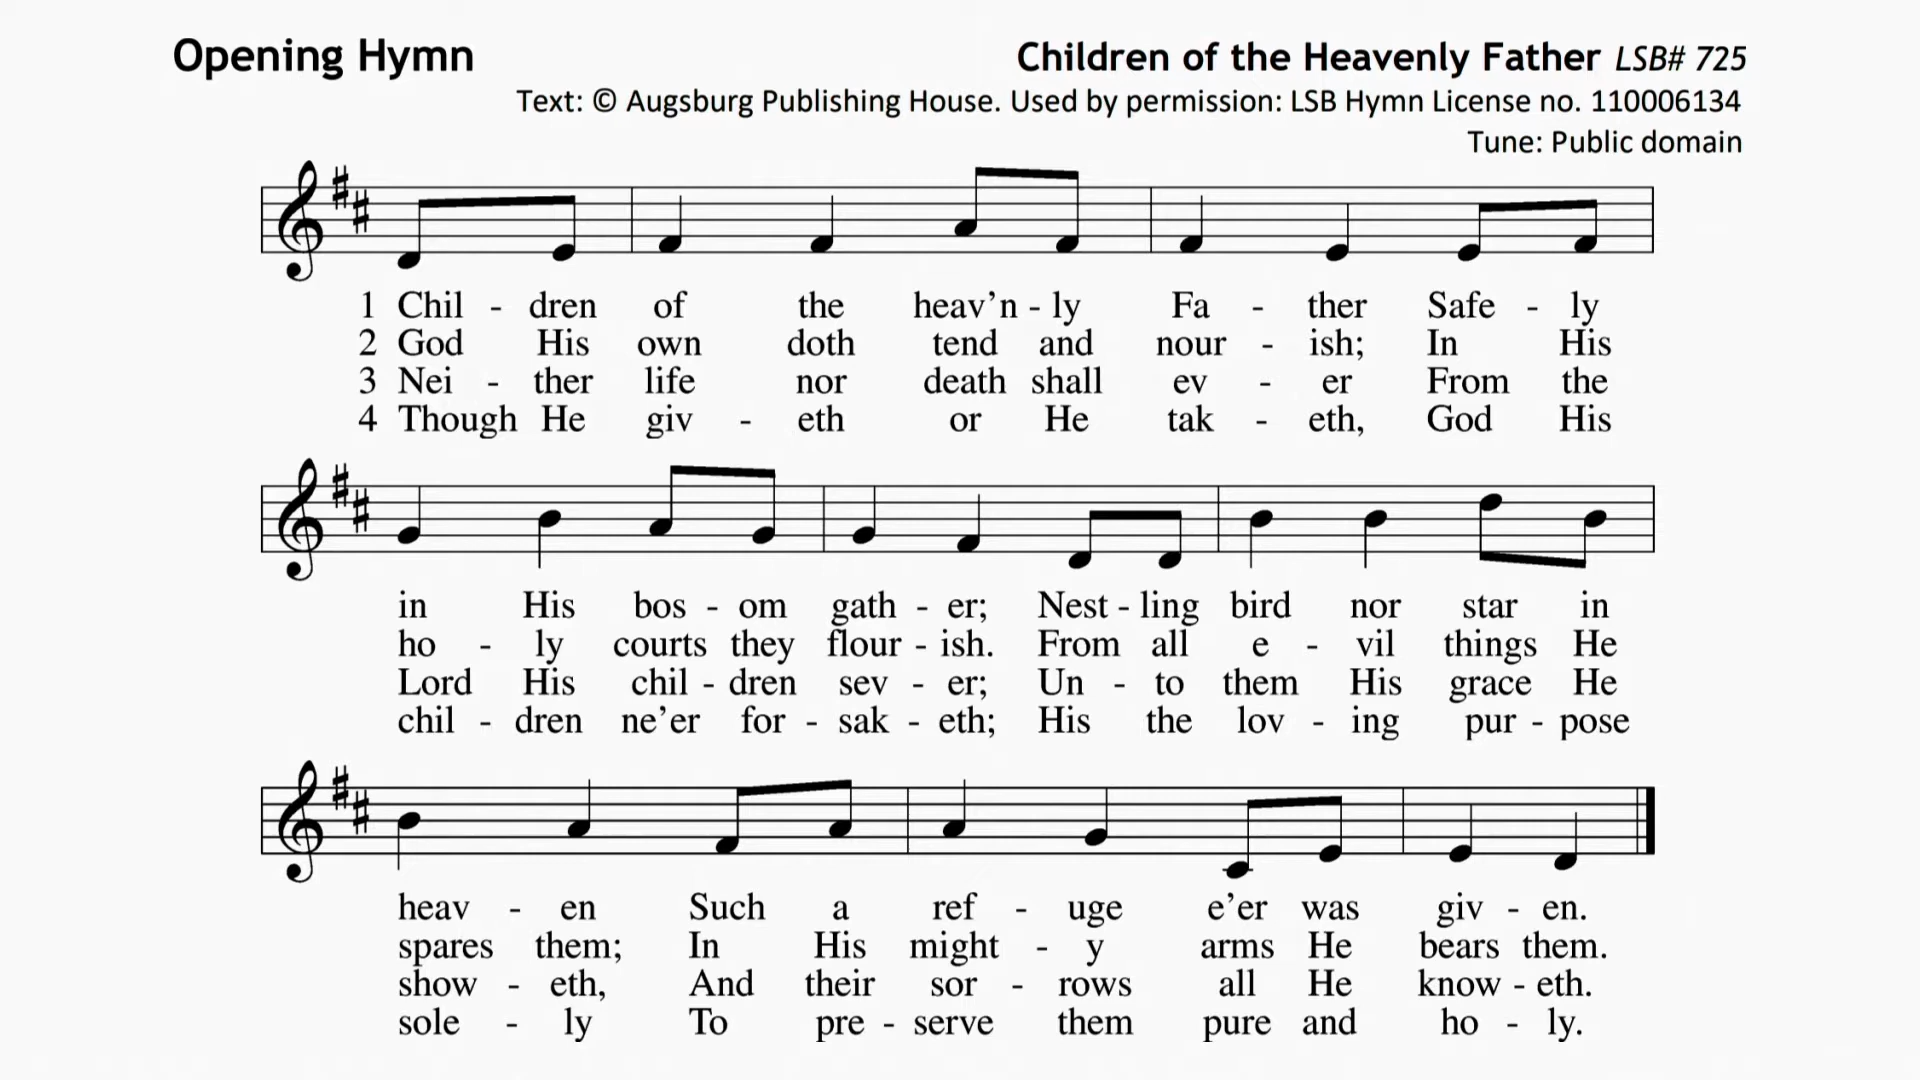 Opening Hymn Children of the Heavenly Father LSB# 725
Text: © Augsburg Publishing House. Used by permission: LSB Hymn License no. 110006134
Tune: Public domain
1 Chil - dren of the heav’n - ly Fa - ther Safe - ly
2 God His own doth tend and nour - ish; In His
3 Nei - ther life nor death shall ev - er From the
4 Though He giv - eth or He tak - eth, God His
in His bos - om gath - er; Nest - ling bird nor star in
ho - ly courts they flour - ish. From all e - vil things He
Lord His chil - dren sev - er; Un - to them His grace He
chil - dren ne’er for - sak - eth; His the lov - ing pur - pose
heav - en Such a ref - uge e’er was giv - en.
spares them; In His might - y arms He bears them.
show - eth, And their sor - rows all He know - eth.
sole - ly To pre - serve them pure and ho - ly.